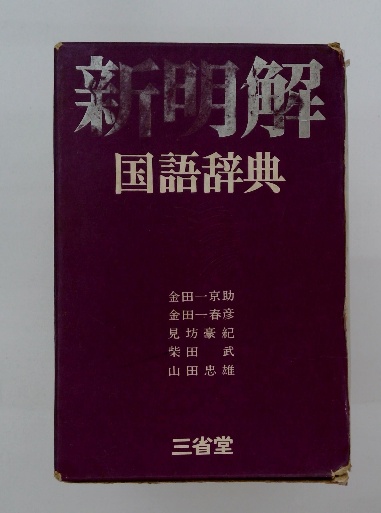 新明解
国語辞典
金田一京助
金田一春彦
見坊豪紀
柴田 武
山田忠雄
三省堂